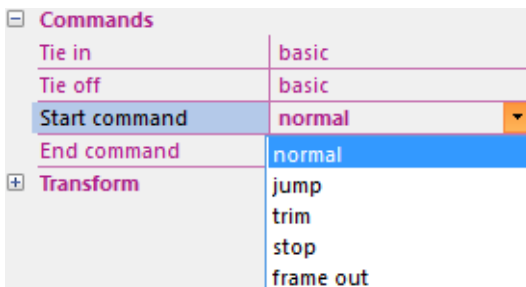 Commands
Tie in basic
Tie off basic
Start command normal
End command normal
Transform jump
trim
stop
frame out